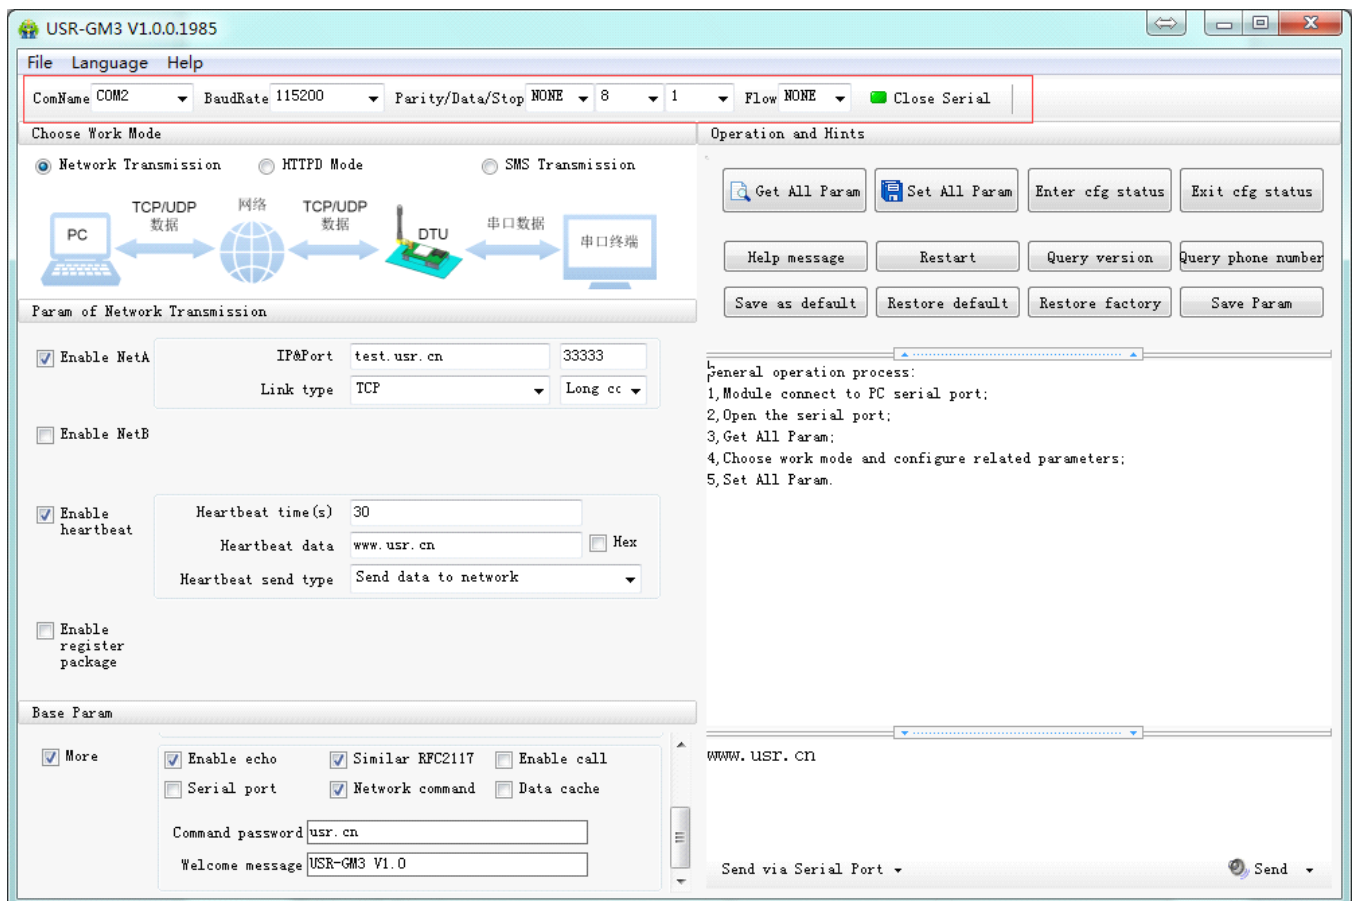 USR-GM3 V1.0.0.1985
File Language Help
ComName COM2 BaudRate 115200 Parity/Data/Stop NONE 8 1 Flow NONE Close Serial
Choose Work Mode
Network Transmission HTTPD Mode SMS Transmission
TCP/UDP 网络 TCP/UDP
数据 数据 串口数据
PC DTU 串口终端
Param of Network Transmission
Enable NetA IP&Port test.usr.cn 33333
Link type TCP Long cc
Enable NetB
Enable Heartbeat time(s) 30
heartbeat
Heartbeat data www.usr.cn Hex
Heartbeat send type Send data to network
Enable
register
package
Base Param
More Enable echo Similar RFC2117 Enable call
Serial port Network command Data cache
Command password usr.cn
Welcome message USR-GM3 V1.0
Operation and Hints
Get All Param Set All Param Enter cfg status Exit cfg status
Help message Restart Query version Query phone number
Save as default Restore default Restore factory Save Param
General operation process:
1,Module connect to PC serial port;
2,Open the serial port;
3,Get All Param;
4,Choose work mode and configure related parameters;
5,Set All Param.
www.usr.cn
Send via Serial Port Send